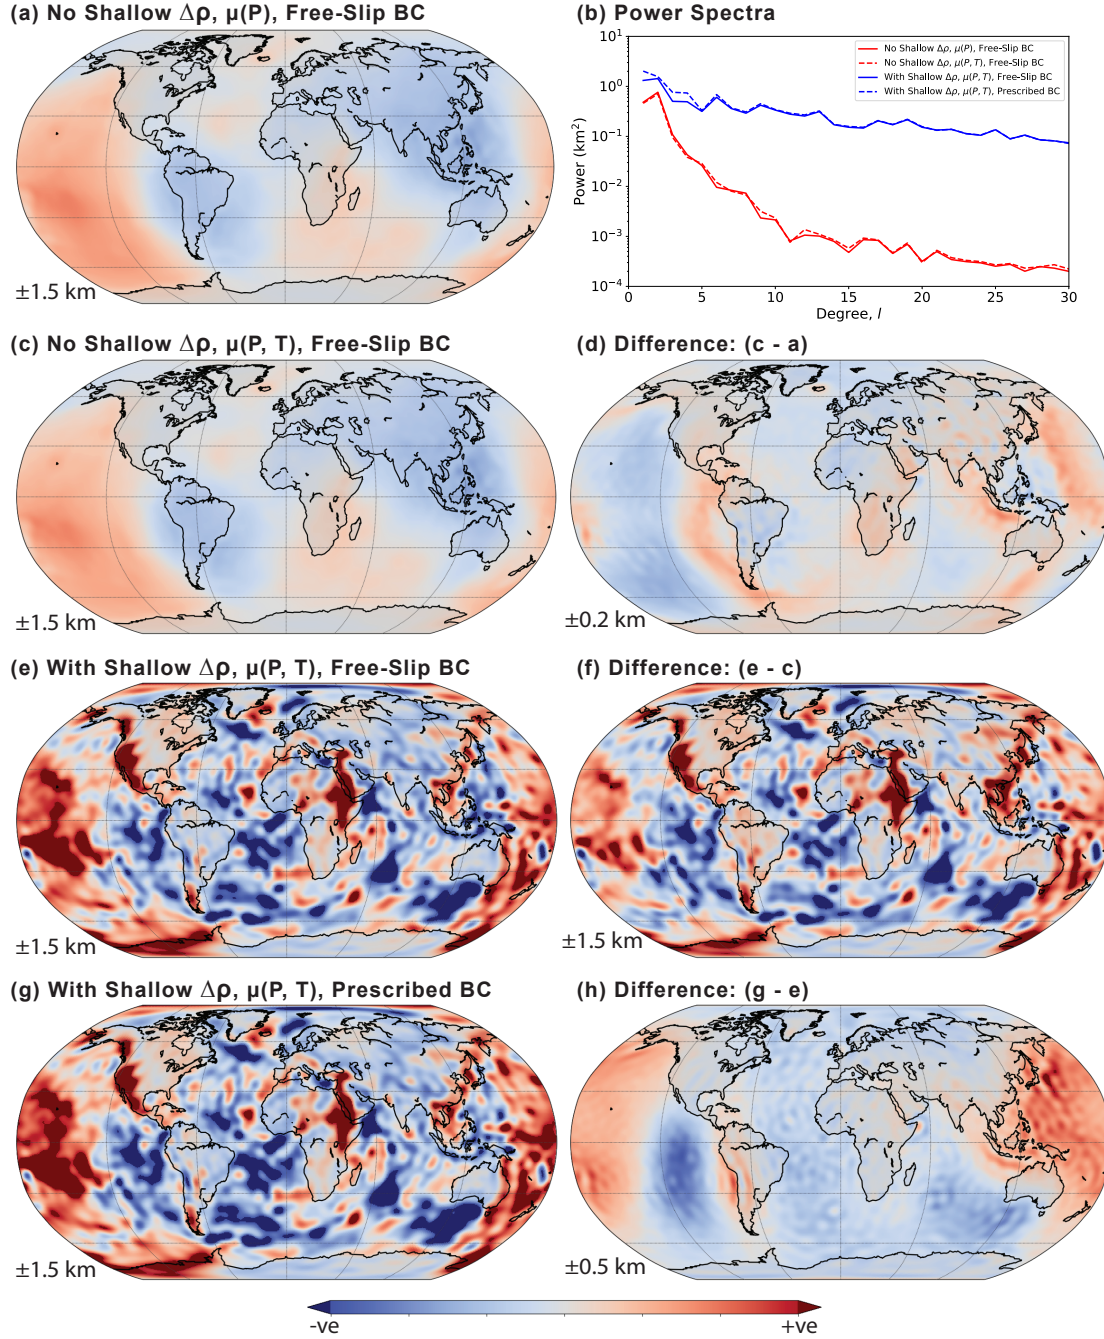 (a) No Shallow Δρ, μ(P), Free-Slip BC
±1.5 km
(b) Power Spectra
Power (km²)
10¹
10⁰
10⁻¹
10⁻²
10⁻³
10⁻⁴
0 5 10 15 20 25 30
Degree, l
No Shallow Δρ, μ(P), Free-Slip BC
No Shallow Δρ, μ(P, T), Free-Slip BC
With Shallow Δρ, μ(P, T), Free-Slip BC
With Shallow Δρ, μ(P, T), Prescribed BC
(c) No Shallow Δρ, μ(P, T), Free-Slip BC
±1.5 km
(d) Difference: (c - a)
±0.2 km
(e) With Shallow Δρ, μ(P, T), Free-Slip BC
±1.5 km
(f) Difference: (e - c)
±1.5 km
(g) With Shallow Δρ, μ(P, T), Prescribed BC
±1.5 km
(h) Difference: (g - e)
±0.5 km
-ve +ve